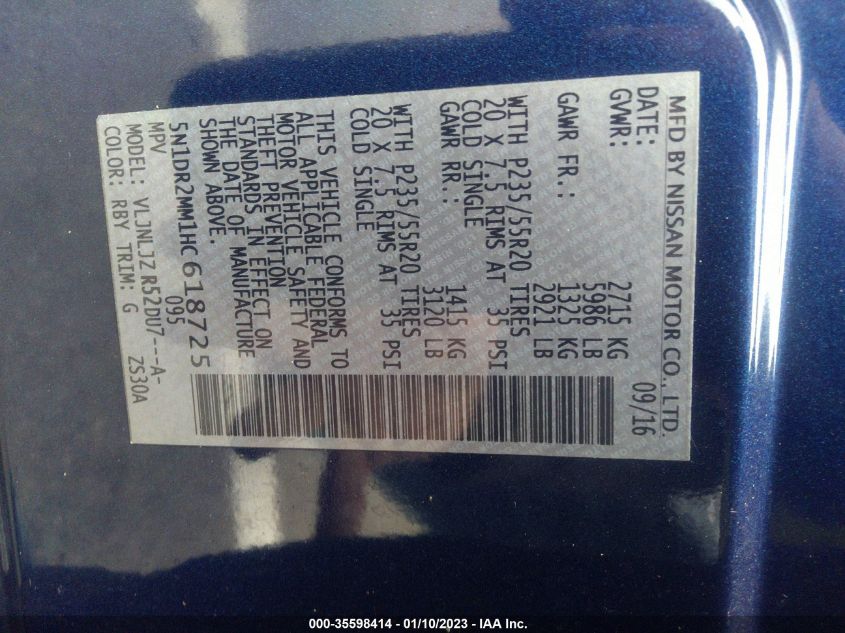 MFD BY NISSAN MOTOR CO., LTD.
DATE: 09/16
GVWR: 2715 KG
5986 LB
GAWR FR.: 1325 KG
2921 LB
WITH P235/55R20 TIRES
20 X 7.5 RIMS AT 35 PSI
COLD SINGLE
GAWR RR.: 1415 KG
3120 LB
WITH P235/55R20 TIRES
20 X 7.5 RIMS AT 35 PSI
COLD SINGLE
THIS VEHICLE CONFORMS TO
ALL APPLICABLE FEDERAL
MOTOR VEHICLE SAFETY AND
THEFT PREVENTION
STANDARDS IN EFFECT ON
THE DATE OF MANUFACTURE
SHOWN ABOVE.
5N1DR2MM1HC618725
MPV 095
MODEL: VLJNLJZ R52DU7---A-
COLOR: RBY TRIM: G ZS30A
000-35598414 - 01/10/2023 - IAA Inc.